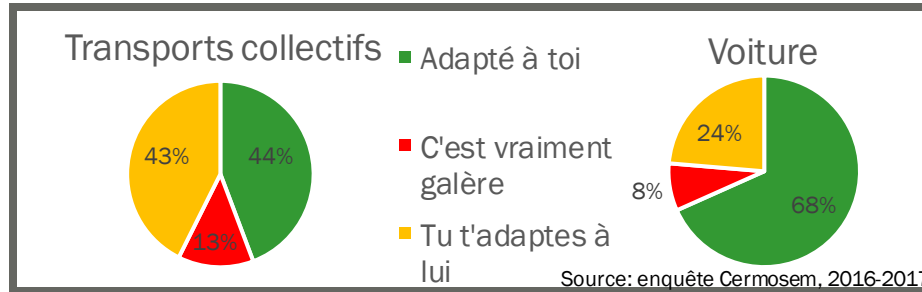 Transports collectifs
43%
44%
13%
Adapté à toi
C'est vraiment
galère
Tu t'adaptes à
lui
Voiture
24%
8%
68%
Source: enquête Cermosem, 2016-2017